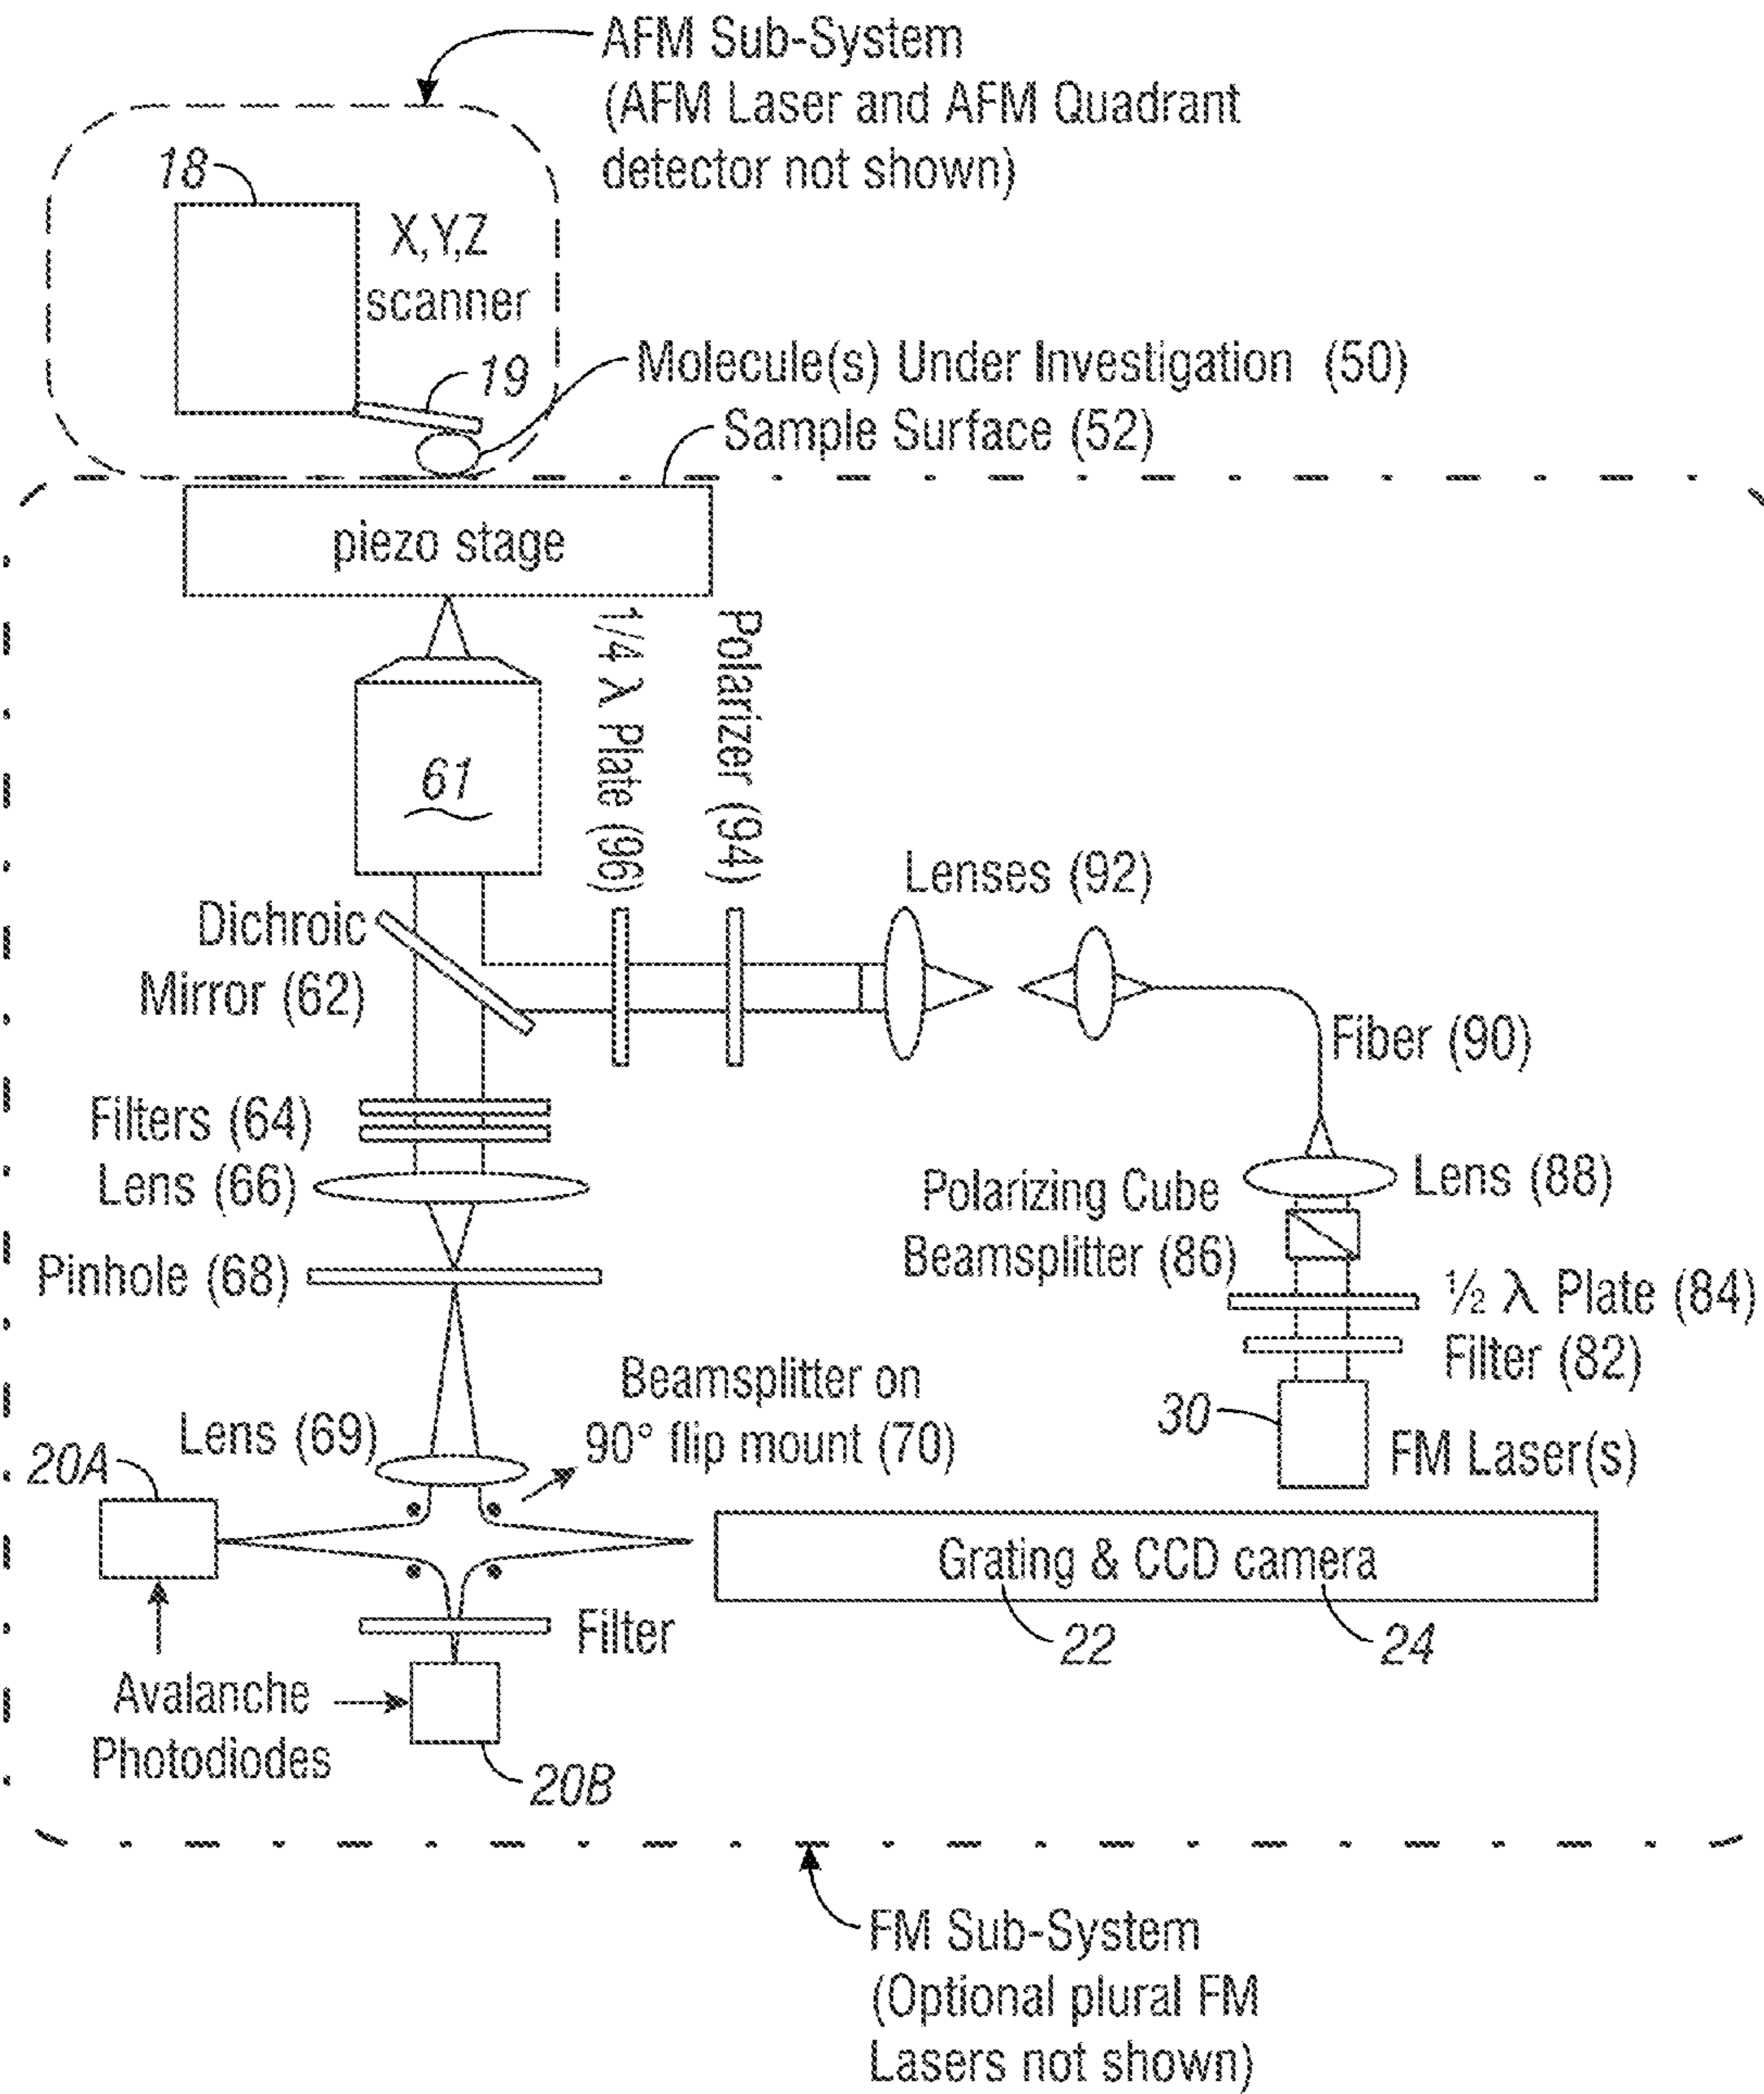 AFM Sub-System
(AFM Laser and AFM Quadrant
detector not shown)
18
X,Y,Z
scanner
19
Molecule(s) Under Investigation (50)
Sample Surface (52)
piezo stage
1/4 λ Plate (96)
Polarizer (94)
61
Lenses (92)
Dichroic
Mirror (62)
Fiber (90)
Filters (64)
Lens (66)
Polarizing Cube
Beamsplitter (86)
Lens (88)
Pinhole (68)
½ λ Plate (84)
Filter (82)
Beamsplitter on
90° flip mount (70)
30
FM Laser(s)
Lens (69)
20A
Grating & CCD camera
22
24
Filter
Avalanche
Photodiodes
20B
FM Sub-System
(Optional plural FM
Lasers not shown)